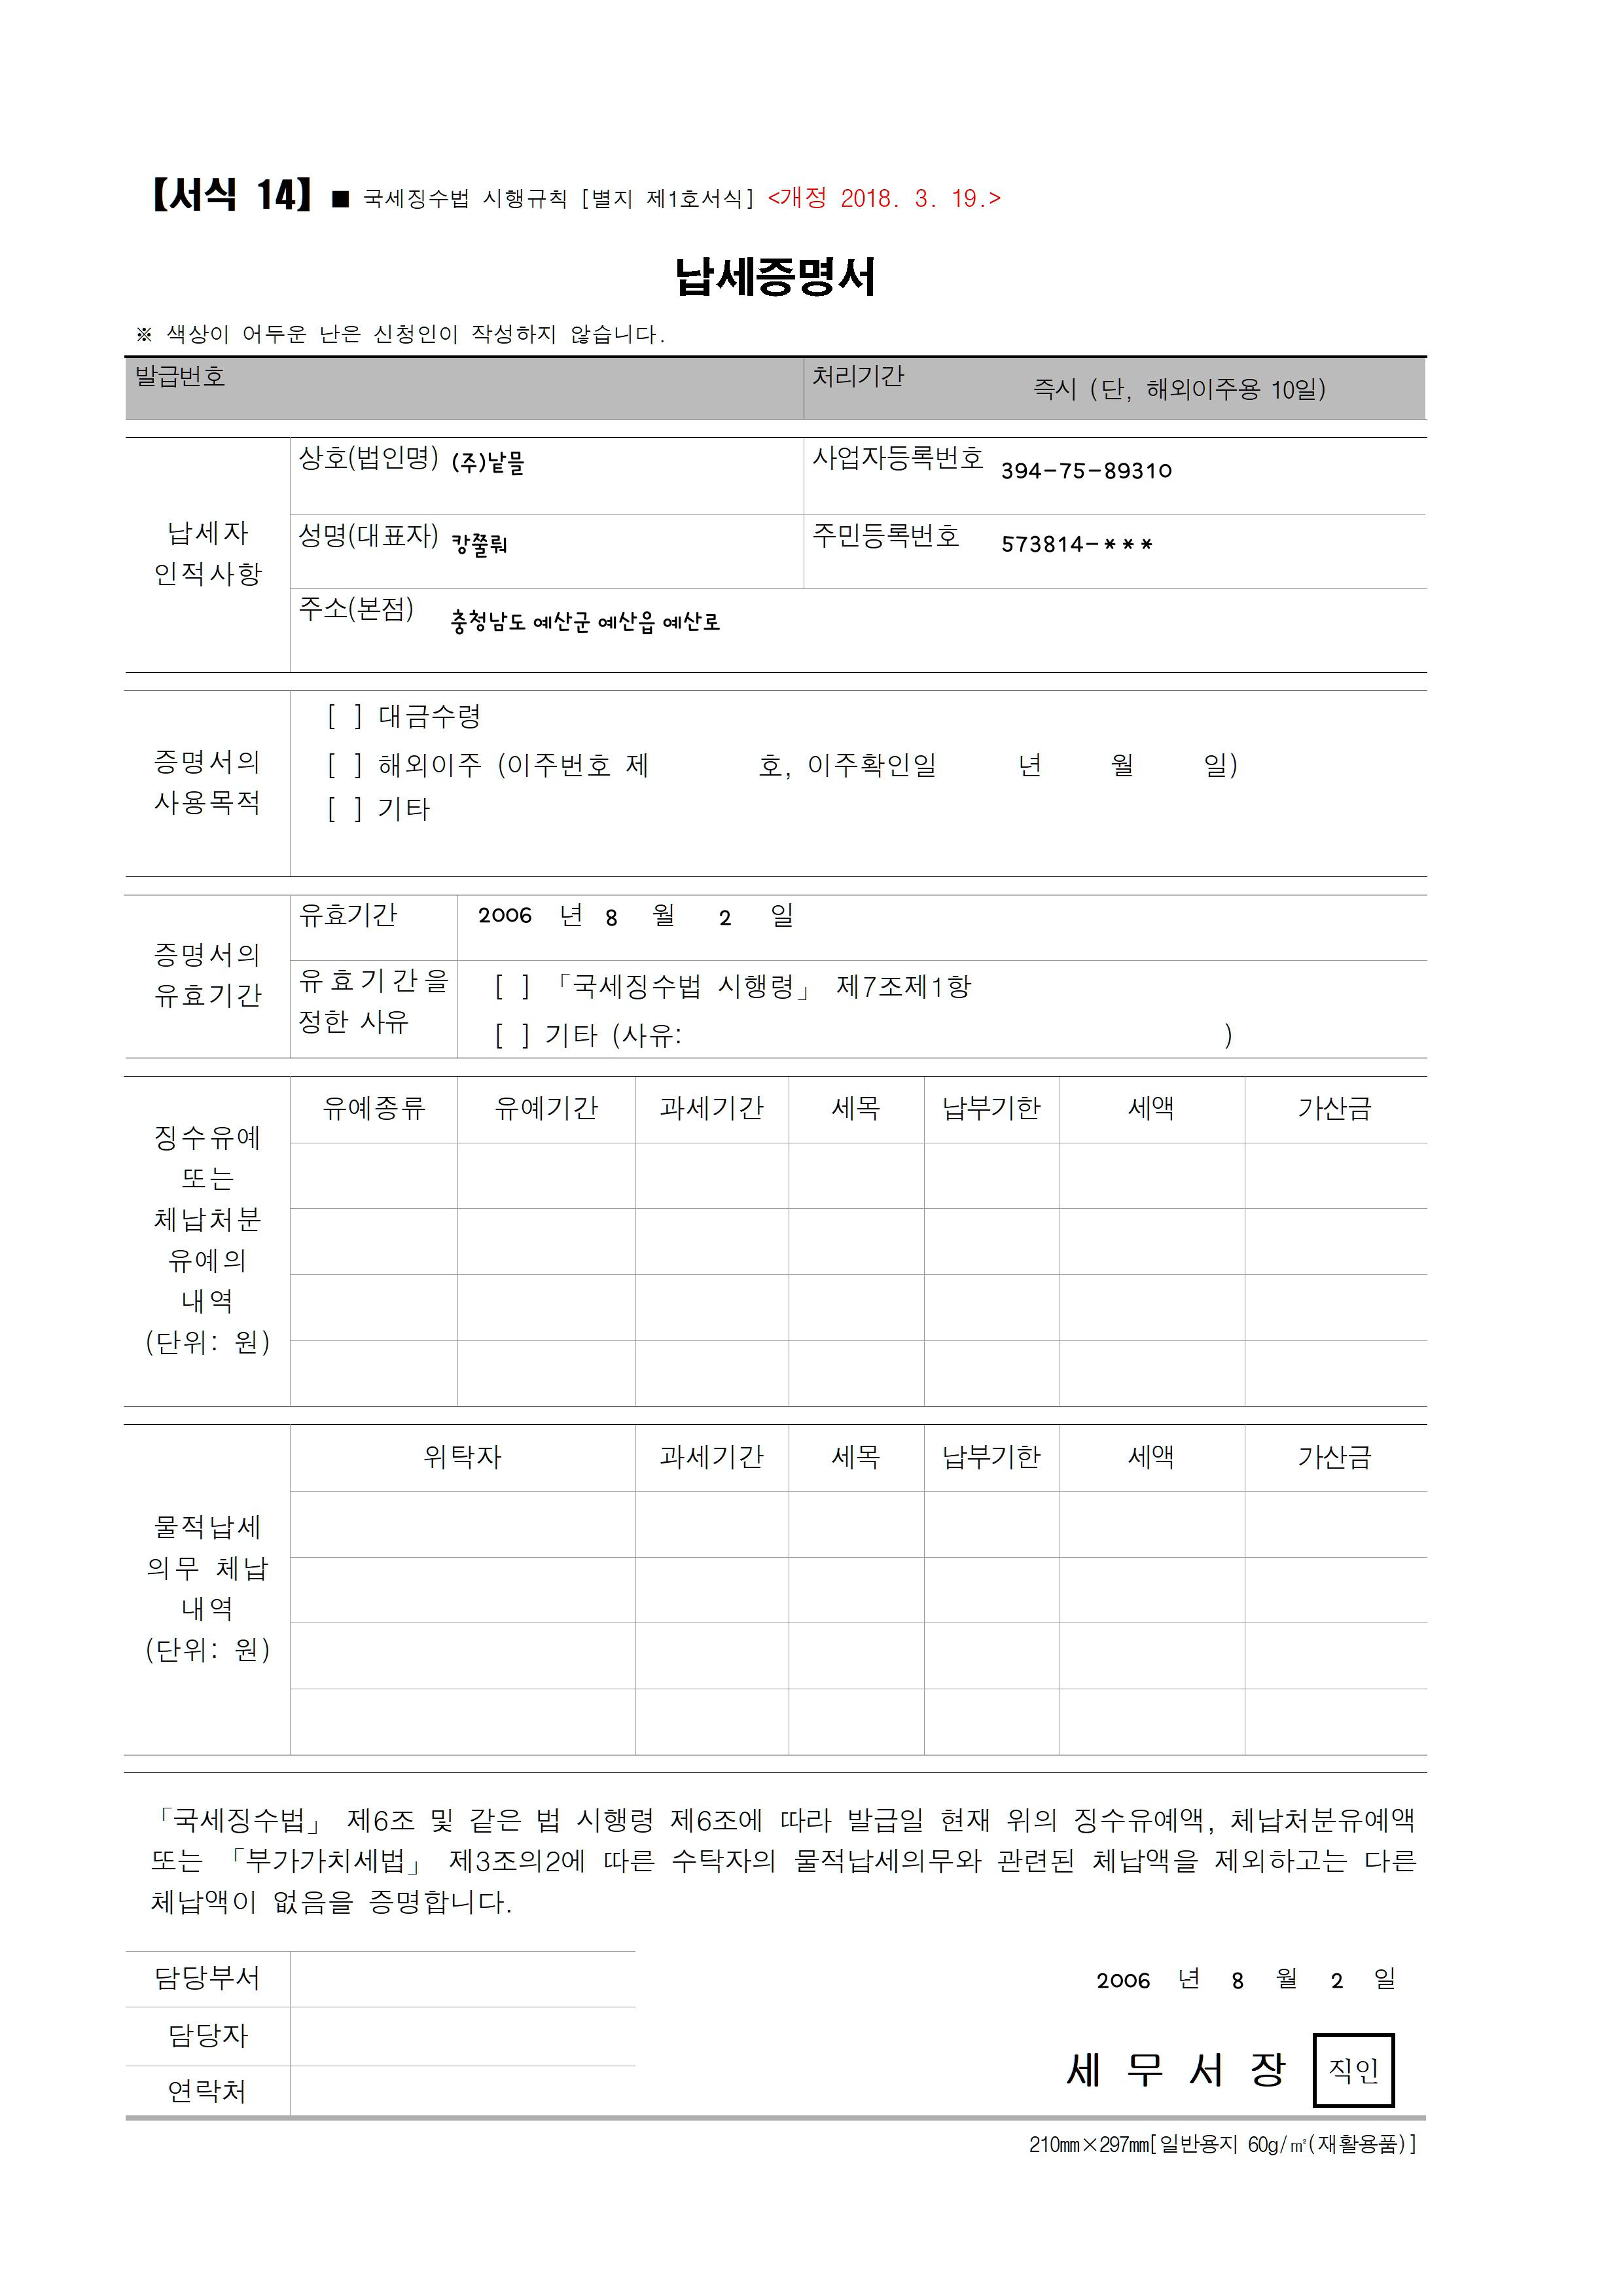 【서식 14】 ■ 국세징수법 시행규칙 [별지 제1호서식] <개정 2018. 3. 19.>
납세증명서
※ 색상이 어두운 난은 신청인이 작성하지 않습니다.
발급번호 처리기간 즉시 (단, 해외이주용 10일)
납세자
인적사항
상호(법인명) (주)낱믈 사업자등록번호 394-75-89310
성명(대표자) 캉쭐뤄 주민등록번호 573814-***
주소(본점) 충청남도 예산군 예산읍 예산로
증명서의
사용목적
[ ] 대금수령
[ ] 해외이주 (이주번호 제 호, 이주확인일 년 월 일)
[ ] 기타
증명서의
유효기간
유효기간 2006 년 8 월 2 일
유효기간을
정한 사유
[ ] 「국세징수법 시행령」 제7조제1항
[ ] 기타 (사유: )
징수유예
또는
체납처분
유예의
내역
(단위: 원)
유예종류 유예기간 과세기간 세목 납부기한 세액 가산금
물적납세
의무 체납
내역
(단위: 원)
위탁자 과세기간 세목 납부기한 세액 가산금
「국세징수법」 제6조 및 같은 법 시행령 제6조에 따라 발급일 현재 위의 징수유예액, 체납처분유예액
또는 「부가가치세법」 제3조의2에 따른 수탁자의 물적납세의무와 관련된 체납액을 제외하고는 다른
체납액이 없음을 증명합니다.
담당부서
담당자
연락처
2006 년 8 월 2 일
세 무 서 장 직인
210㎜×297㎜[일반용지 60g/㎡(재활용품)]